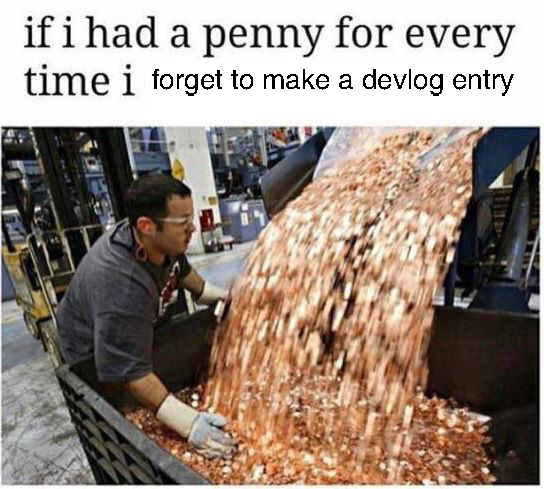 if i had a penny for every
time i forget to make a devlog entry